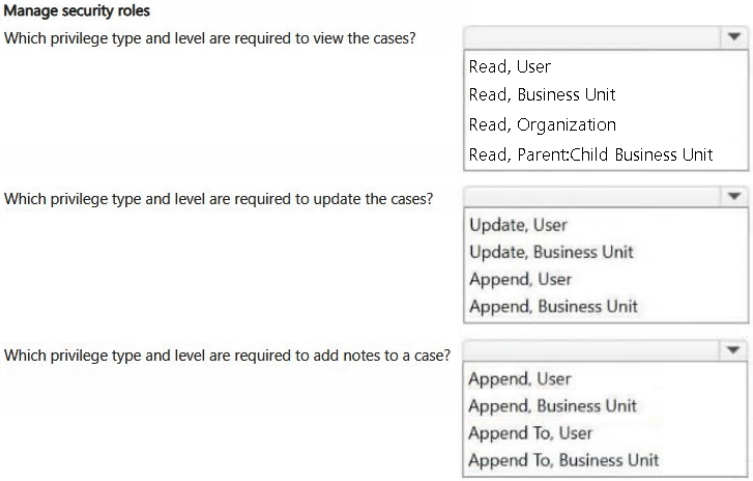 Manage security roles
Which privilege type and level are required to view the cases?
Read, User
Read, Business Unit
Read, Organization
Read, Parent:Child Business Unit
Which privilege type and level are required to update the cases?
Update, User
Update, Business Unit
Append, User
Append, Business Unit
Which privilege type and level are required to add notes to a case?
Append, User
Append, Business Unit
Append To, User
Append To, Business Unit